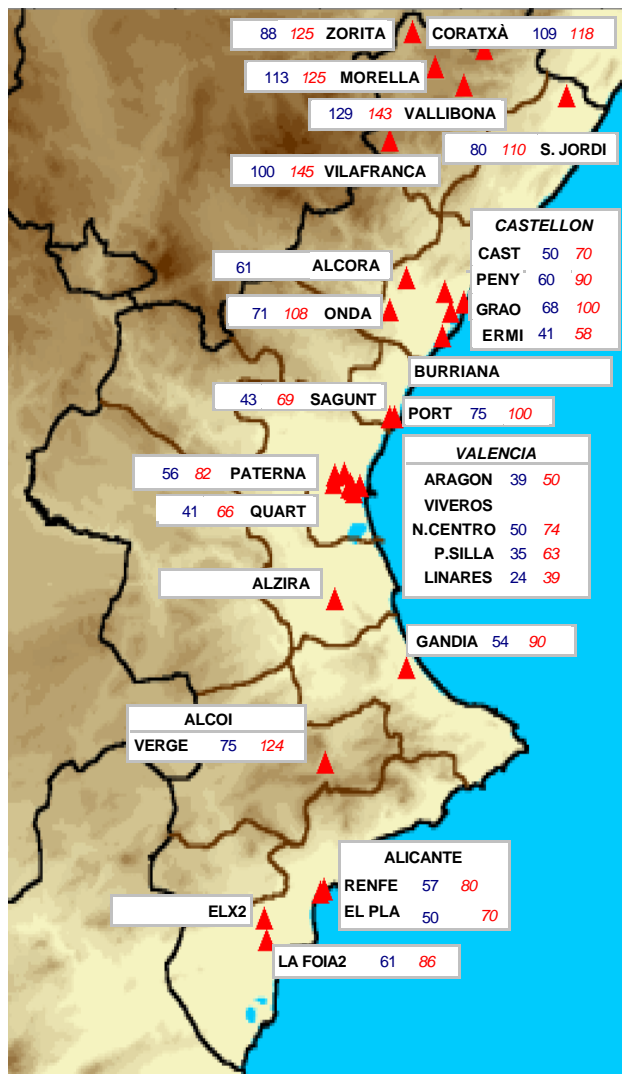 88 125 ZORITA
CORATXÀ 109 118
113 125 MORELLA
129 143 VALLIBONA
80 110 S. JORDI
100 145 VILAFRANCA
CASTELLON
CAST 50 70
PENY 60 90
GRAO 68 100
ERMI 41 58
61 ALCORA
71 108 ONDA
BURRIANA
43 69 SAGUNT
PORT 75 100
VALENCIA
ARAGON 39 50
VIVEROS
N.CENTRO 50 74
P.SILLA 35 63
LINARES 24 39
56 82 PATERNA
41 66 QUART
ALZIRA
GANDIA 54 90
ALCOI
VERGE 75 124
ALICANTE
RENFE 57 80
EL PLA 50 70
ELX2
LA FOIA2 61 86